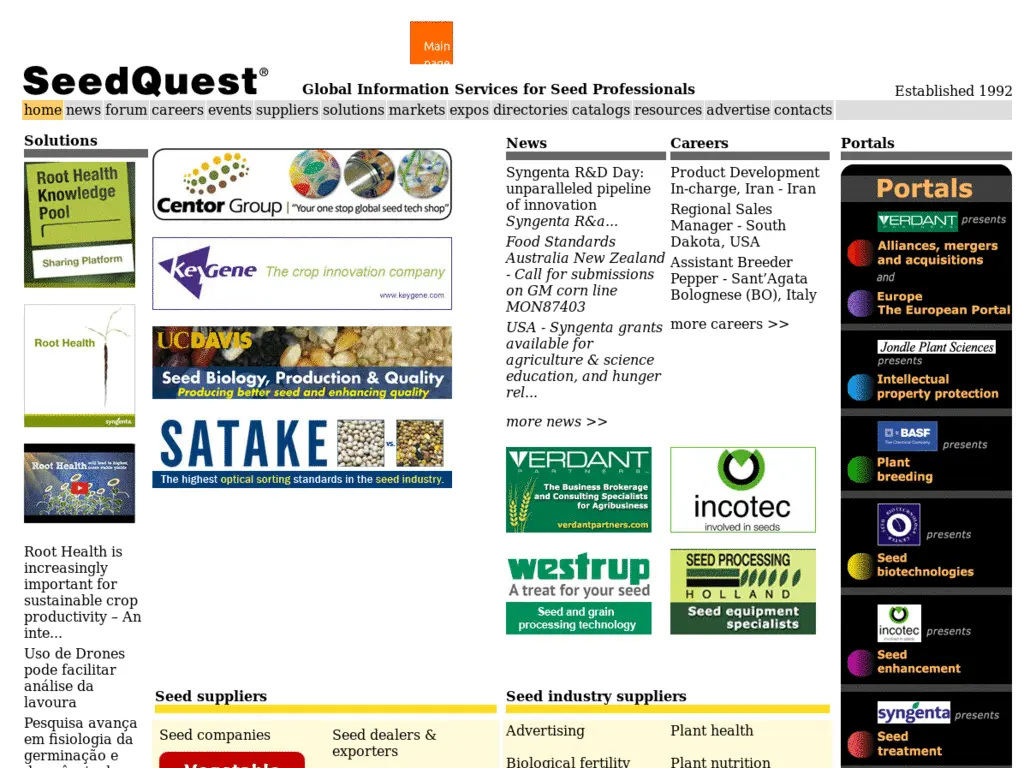 Main
page
SeedQuest®
Global Information Services for Seed Professionals
Established 1992
home news forum careers events suppliers solutions markets expos directories catalogs resources advertise contacts
Solutions
Root Health
Knowledge
Pool
Sharing Platform
Root Health
syngenta
Root Health will lead to higher,
more stable yields
Root Health is
increasingly
important for
sustainable crop
productivity – An
inte...
Uso de Drones
pode facilitar
análise da
lavoura
Pesquisa avança
em fisiologia da
germinação e
Centor Group | "Your one stop global seed tech shop"
KeyGene The crop innovation company
www.keygene.com
UCDAVIS
Seed Biology, Production & Quality
Producing better seed and enhancing quality
SATAKE vs.
The highest optical sorting standards in the seed industry.
News
Syngenta R&D Day:
unparalleled pipeline
of innovation
Syngenta R&a...
Food Standards
Australia New Zealand
- Call for submissions
on GM corn line
MON87403
USA - Syngenta grants
available for
agriculture & science
education, and hunger
rel...
more news >>
Careers
Product Development
In-charge, Iran - Iran
Regional Sales
Manager - South
Dakota, USA
Assistant Breeder
Pepper - Sant’Agata
Bolognese (BO), Italy
more careers >>
VERDANT
PARTNERS
The Business Brokerage
and Consulting Specialists
for Agribusiness
verdantpartners.com
incotec
involved in seeds
westrup
A treat for your seed
Seed and grain
processing technology
SEED PROCESSING
HOLLAND
Seed equipment
specialists
Portals
Portals
VERDANT presents
PARTNERS
Alliances, mergers
and acquisitions
and
Europe
The European Portal
Jondle Plant Sciences
presents
Intellectual
property protection
BASF presents
The Chemical Company
Plant
breeding
presents
Seed
biotechnologies
incotec presents
Seed
enhancement
syngenta presents
Seed
treatment
Seed suppliers
Seed companies
Seed dealers &
exporters
Vegetable
Seed industry suppliers
Advertising
Plant health
Biological fertility
Plant nutrition